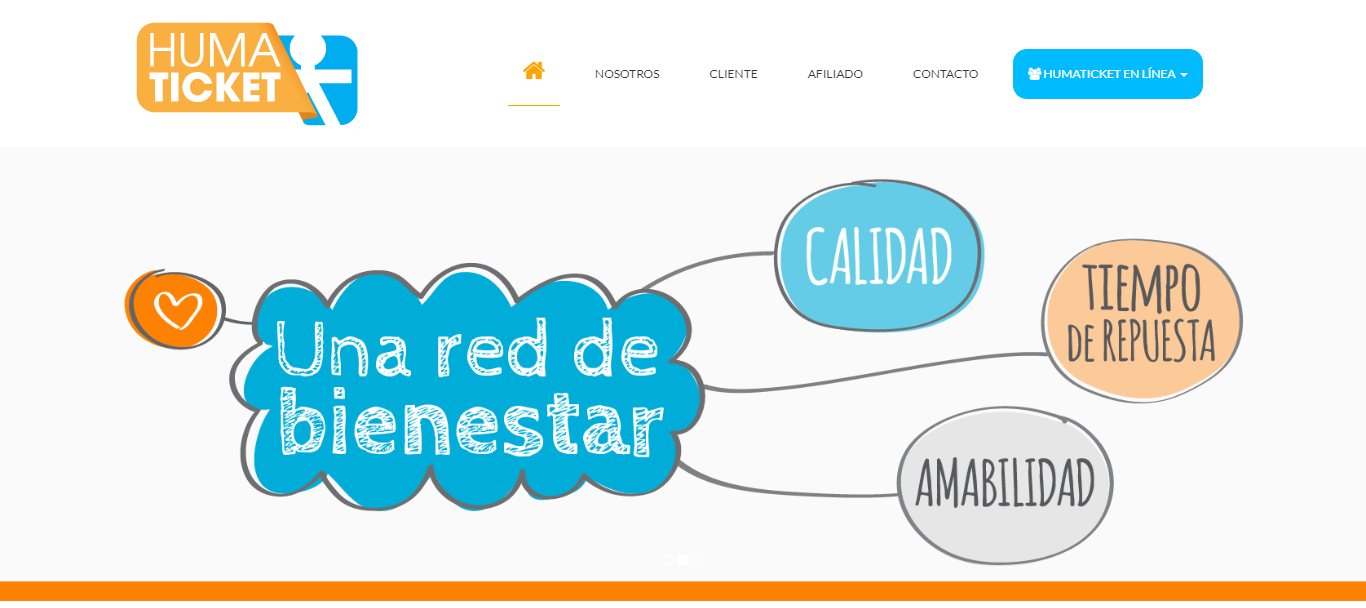 HUMA
TICKET
NOSOTROS
CLIENTE
AFILIADO
CONTACTO
HUMATICKET EN LÍNEA
CALIDAD
TIEMPO
DE REPUESTA
Una red de
bienestar
AMABILIDAD